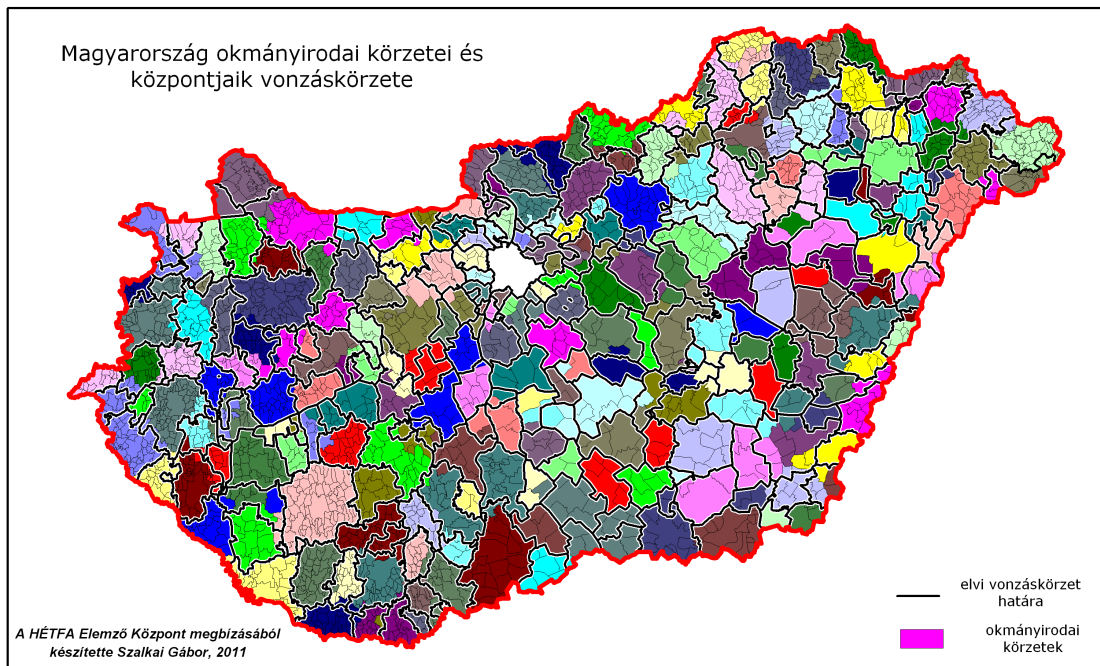 Magyarország okmányirodai körzetei és
központjaik vonzáskörzete
elvi vonzáskörzet
határa
okmányirodai
körzetek
A HÉTFA Elemző Központ megbízásából
készítette Szalkai Gábor, 2011